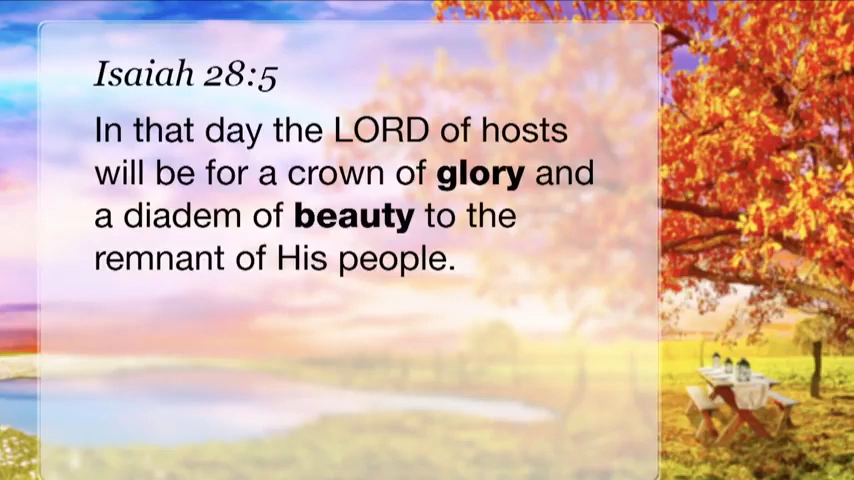 Isaiah 28:5
In that day the LORD of hosts
will be for a crown of glory and
a diadem of beauty to the
remnant of His people.